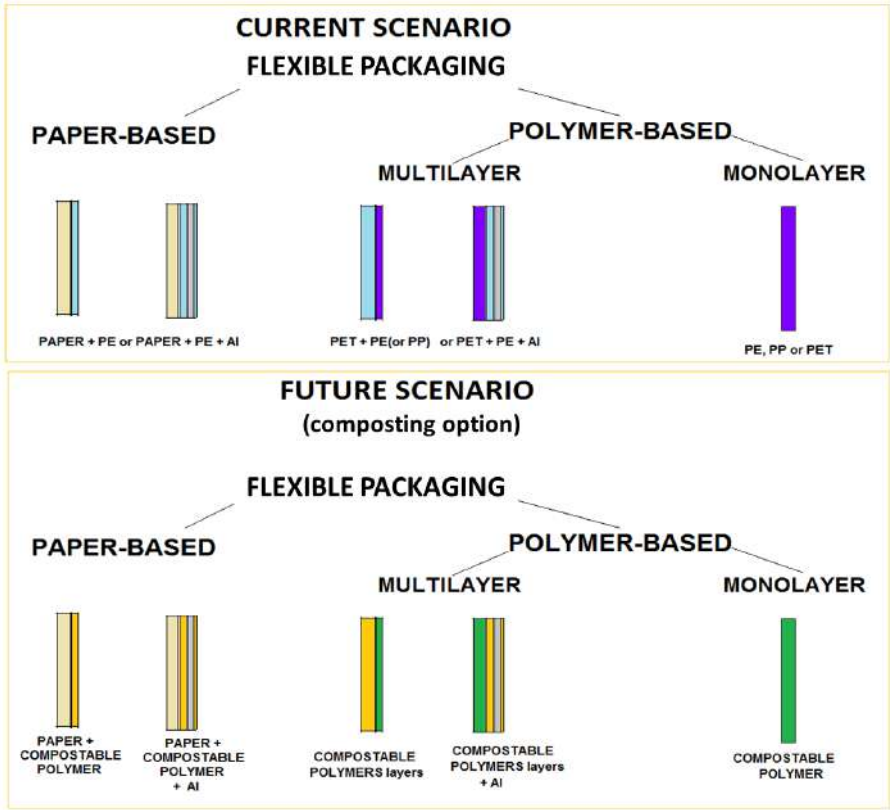 CURRENT SCENARIO
FLEXIBLE PACKAGING
PAPER-BASED
POLYMER-BASED
MULTILAYER
MONOLAYER
PAPER + PE or PAPER + PE + Al
PET + PE(or PP) or PET + PE + Al
PE, PP or PET
FUTURE SCENARIO
(composting option)
FLEXIBLE PACKAGING
PAPER-BASED
POLYMER-BASED
MULTILAYER
MONOLAYER
PAPER +
COMPOSTABLE
POLYMER
PAPER +
COMPOSTABLE
POLYMER
+ Al
COMPOSTABLE
POLYMERS layers
COMPOSTABLE
POLYMERS layers
+ Al
COMPOSTABLE
POLYMER